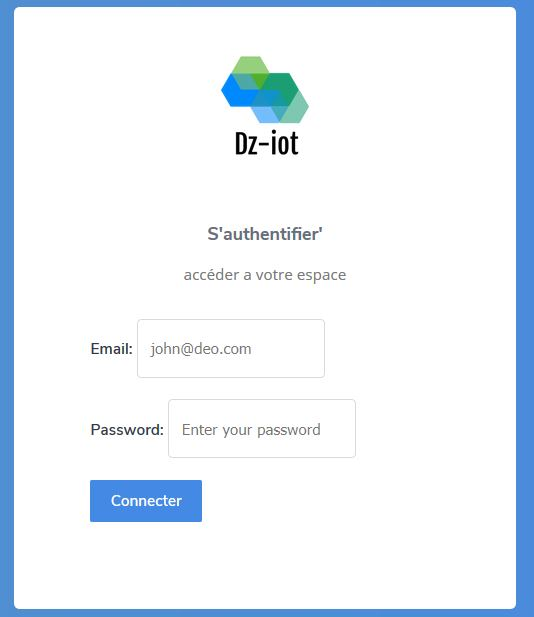 Dz-iot
S'authentifier'
accéder a votre espace
Email: john@deo.com
Password: Enter your password
Connecter